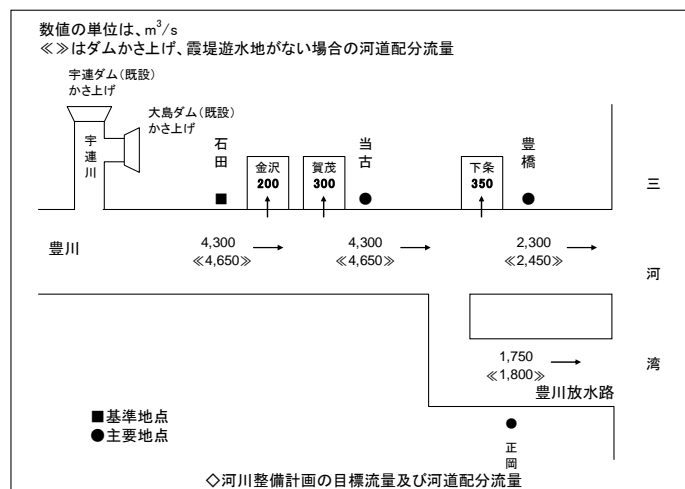 数値の単位は、m³/s
≪≫はダムかさ上げ、霞堤遊水地がない場合の河道配分流量
宇連ダム(既設)
かさ上げ
大島ダム(既設)
かさ上げ
宇連川
石田
金沢
200
賀茂
300
当古
下条
350
豊橋
三河湾
豊川
4,300
≪4,650≫
4,300
≪4,650≫
2,300
≪2,450≫
1,750
≪1,800≫
豊川放水路
■基準地点
●主要地点
正岡
◇河川整備計画の目標流量及び河道配分流量